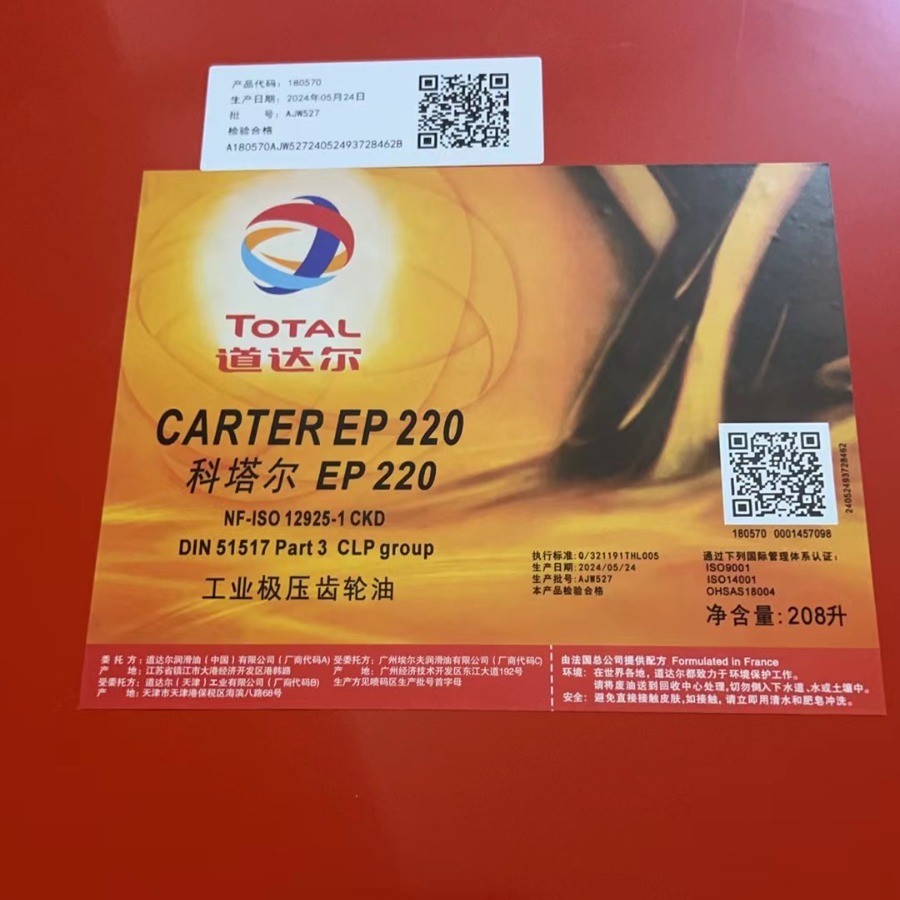 产品代码：180570
生产日期：2024年05月24日
批　　号：AJW527
检验合格
A180570AJW52724052493728462B
TOTAL
道达尔
CARTER EP 220
科塔尔 EP 220
NF-ISO 12925-1 CKD
DIN 51517 Part 3 CLP group
工业极压齿轮油
24052493728462
180570 0001457098
执行标准：Q/321191THL005
生产日期：2024/05/24
生产批号：AJW527
本产品检验合格
通过下列国际管理体系认证：
ISO9001
ISO14001
OHSAS18004
净含量：208升
委 托 方：道达尔润滑油（中国）有限公司（厂商代码A）
产　　地：江苏省镇江市大港经济开发区港韩路
受委托方：道达尔（天津）工业有限公司（厂商代码B）
产　　地：天津市天津港保税区海滨八路68号
受委托方：广州埃尔夫润滑油有限公司（厂商代码C）
产　　地：广州经济技术开发区东江大道192号
生产方见喷码区生产批号首字母
由法国总公司提供配方 Formulated in France
环境：在世界各地，道达尔都致力于环境保护工作。
请将废油送到回收中心处理，切勿倒入下水道、水或土壤中。
安全：避免直接接触皮肤，如接触，请立即用清水和肥皂冲洗。